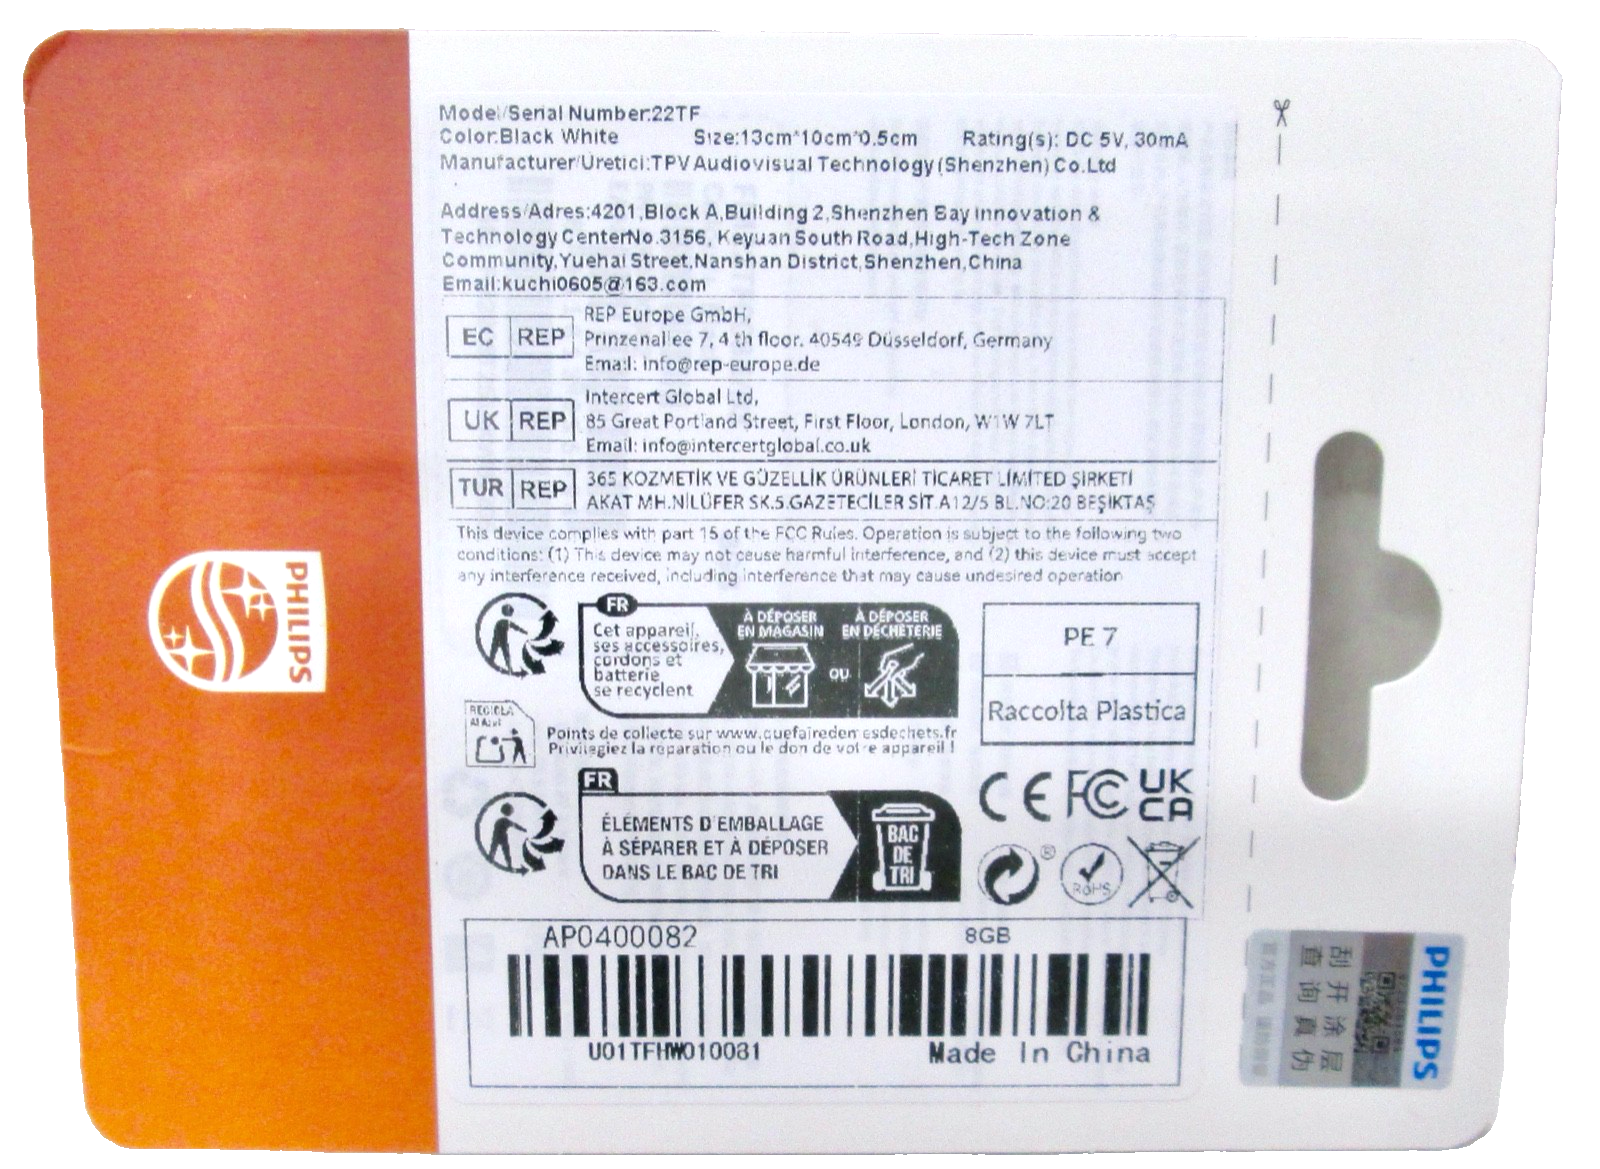 Model/Serial Number:22TF
Color:Black White Size:13cm*10cm*0.5cm Rating(s): DC 5V, 30mA
Manufacturer/Uretici:TPV Audiovisual Technology (Shenzhen) Co.Ltd
Address/Adres:4201,Block A,Building 2,Shenzhen Bay innovation &
Technology CenterNo.3156, Keyuan South Road,High-Tech Zone
Community,Yuehai Street,Nanshan District,Shenzhen,China
Email:kuchi0605@163.com
EC REP
REP Europe GmbH,
Prinzenallee 7, 4 th floor. 40549 Düsseldorf, Germany
Email: info@rep-europe.de
UK REP
Intercert Global Ltd,
85 Great Portland Street, First Floor, London, W1W 7LT
Email: info@intercertglobal.co.uk
TUR REP
365 KOZMETİK VE GÜZELLİK ÜRÜNLERİ TİCARET LİMİTED ŞİRKETİ
AKAT MH.NİLÜFER SK.5.GAZETECİLER SİT.A12/5 BL.NO:20 BEŞİKTAŞ
This device complies with part 15 of the FCC Rules. Operation is subject to the following two
conditions: (1) This device may not cause harmful interference, and (2) this device must accept
any interference received, including interference that may cause undesired operation
FR
Cet appareil,
ses accessoires,
cordons et
batterie
se recyclent
À DÉPOSER
EN MAGASIN
OU
À DÉPOSER
EN DÉCHÈTERIE
PE 7
Raccolta Plastica
RECICLA
Al Azul
Points de collecte sur www.quefairedemesdechets.fr
Privilégiez la réparation ou le don de votre appareil !
FR
ÉLÉMENTS D'EMBALLAGE
À SÉPARER ET À DÉPOSER
DANS LE BAC DE TRI
BAC
DE
TRI
CE FC UK
CA
®
RoHS
AP0400082 8GB
U01TFHW010081 Made In China
PHILIPS
PHILIPS
刮开涂层
查询真伪